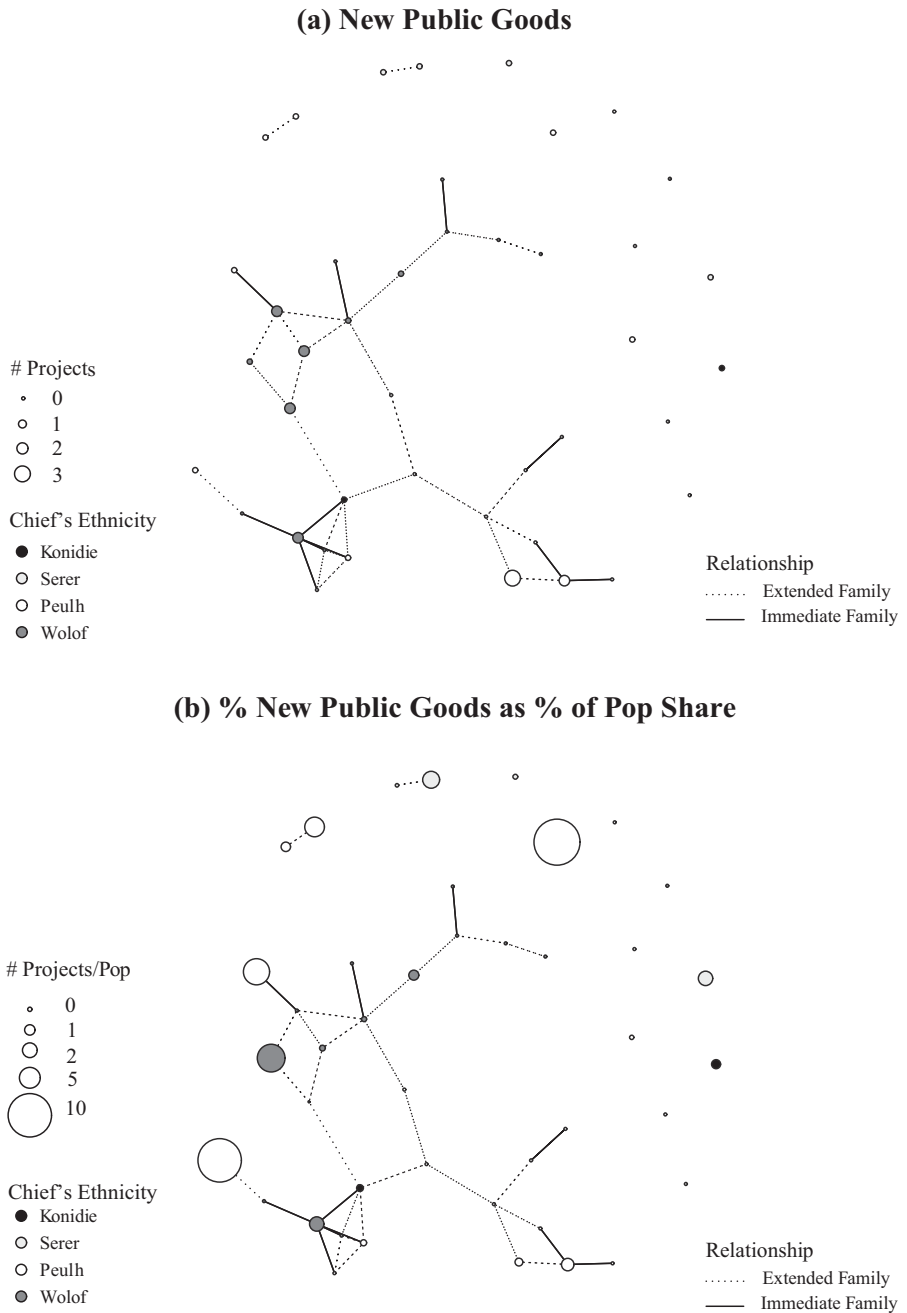 (a) New Public Goods
# Projects
0
1
2
3
Chief's Ethnicity
Konidie
Serer
Peulh
Wolof
Relationship
Extended Family
Immediate Family
(b) % New Public Goods as % of Pop Share
# Projects/Pop
0
1
2
5
10
Chief's Ethnicity
Konidie
Serer
Peulh
Wolof
Relationship
Extended Family
Immediate Family